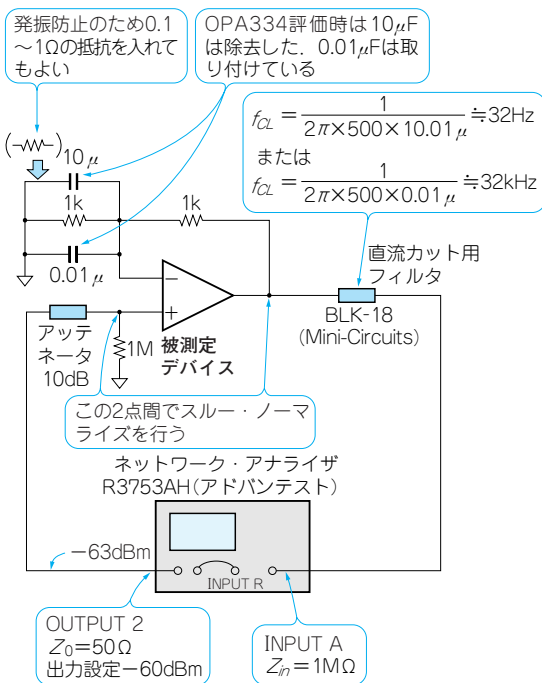 発振防止のため0.1
～1Ωの抵抗を入れて
もよい
OPA334評価時は10μF
は除去した．0.01μFは取
り付けている
f_CL = 1/(2π×500×10.01μ) ≒32Hz
または
f_CL = 1/(2π×500×0.01μ) ≒32kHz
10μ
1k
1k
0.01μ
直流カット用
フィルタ
BLK-18
(Mini-Circuits)
−
+
アッテ
ネータ
10dB
1M
被測定
デバイス
この2点間でスルー・ノーマ
ライズを行う
ネットワーク・アナライザ
R3753AH(アドバンテスト)
−63dBm
INPUT R
OUTPUT 2
Z0=50Ω
出力設定−60dBm
INPUT A
Zin=1MΩ